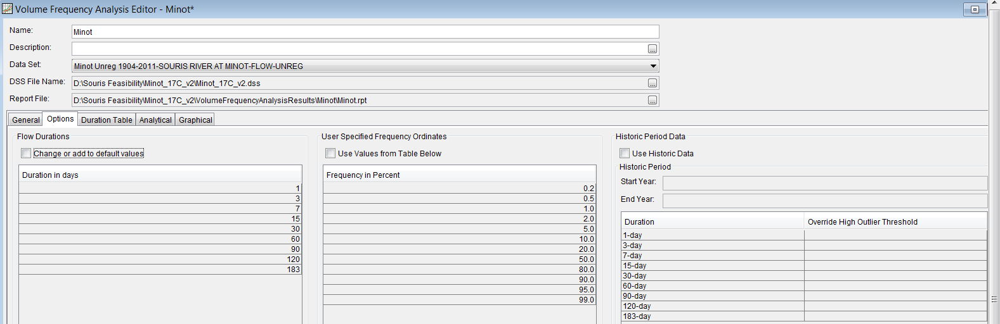 Volume Frequency Analysis Editor - Minot*
Name: Minot
Description: ...
Data Set: Minot Unreg 1904-2011-SOURIS RIVER AT MINOT-FLOW-UNREG
DSS File Name: D:\Souris Feasibility\Minot_17C_v2\Minot_17C_v2.dss ...
Report File: D:\Souris Feasibility\Minot_17C_v2\VolumeFrequencyAnalysisResults\Minot\Minot.rpt ...
General Options Duration Table Analytical Graphical
Flow Durations
Change or add to default values
Duration in days
1
3
7
15
30
60
90
120
183
User Specified Frequency Ordinates
Use Values from Table Below
Frequency in Percent
0.2
0.5
1.0
2.0
5.0
10.0
20.0
50.0
80.0
90.0
95.0
99.0
Historic Period Data
Use Historic Data
Historic Period
Start Year:
End Year:
Duration Override High Outlier Threshold
1-day
3-day
7-day
15-day
30-day
60-day
90-day
120-day
183-day